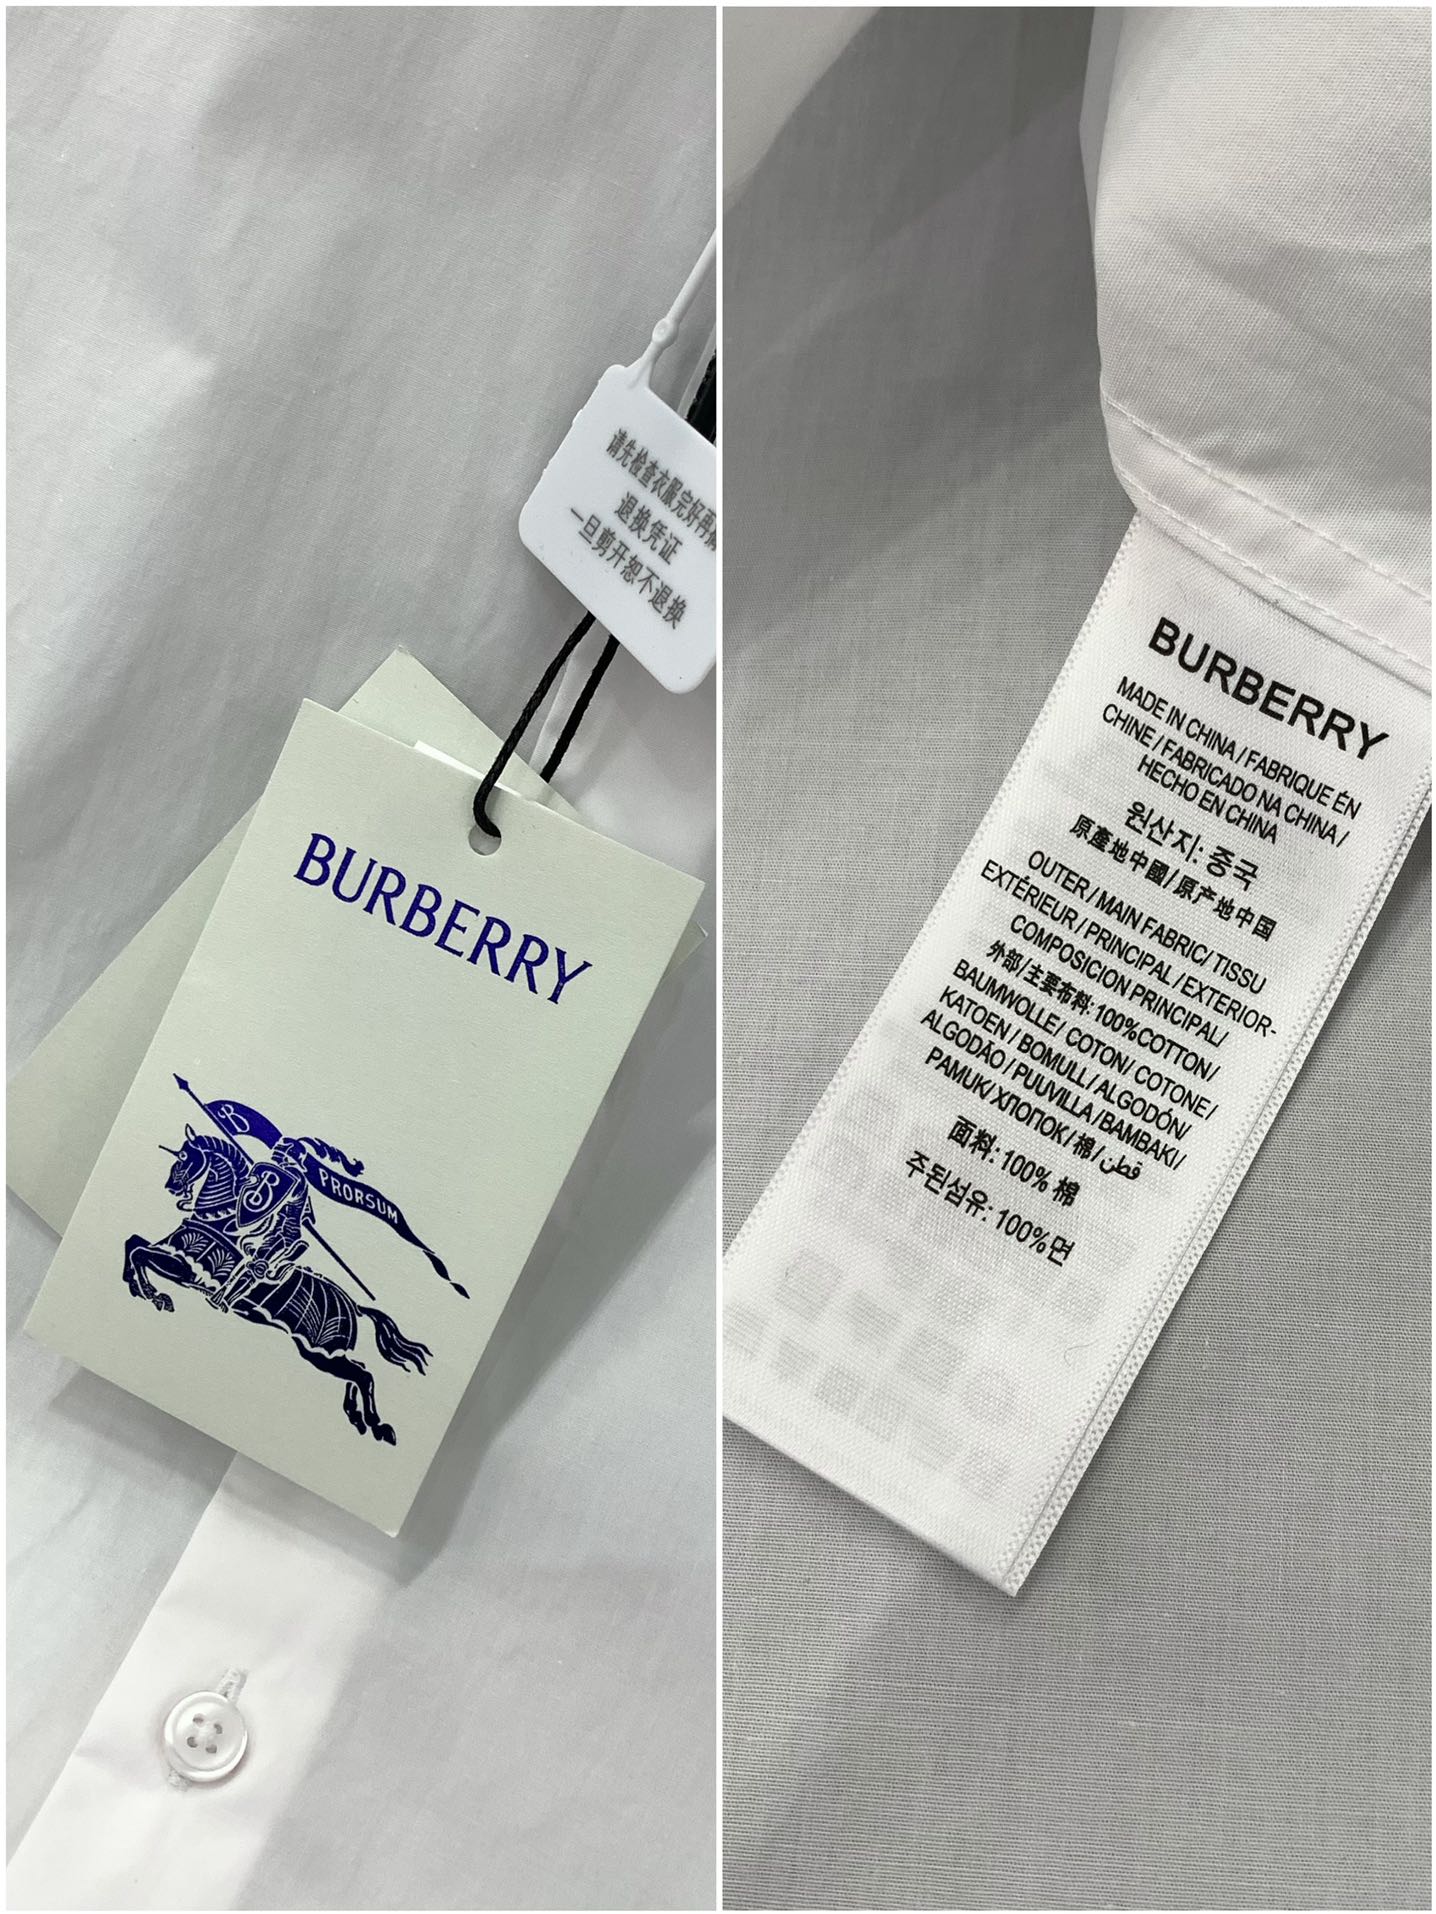 请先检查衣服完好再
退换凭证
一旦剪开恕不退换
BURBERRY
B
PRORSUM
B
BURBERRY
MADE IN CHINA / FABRIQUE ÉN
CHINE / FABRICADO NA CHINA /
HECHO EN CHINA
원산지: 중국
原產地中國 / 原产地中国
OUTER / MAIN FABRIC / TISSU
EXTÉRIEUR / PRINCIPAL / EXTERIOR-
COMPOSICION PRINCIPAL/
外部/主要布料: 100%COTTON/
BAUMWOLLE / COTON / COTONE /
KATOEN / BOMULL / ALGODÓN/
ALGODÃO / PUUVILLA / BAMBAKI /
PAMUK/ ХЛОПОК / 棉 / قطن
面料: 100% 棉
주된섬유: 100%면